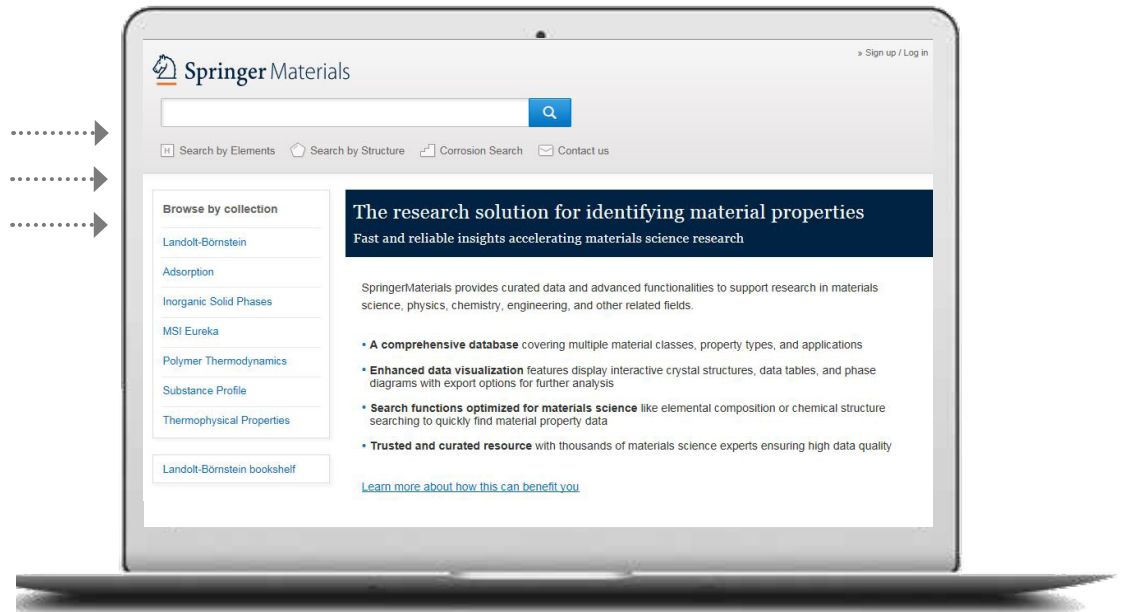 » Sign up / Log in
Springer Materials
H Search by Elements Search by Structure Corrosion Search Contact us
Browse by collection
Landolt-Börnstein
Adsorption
Inorganic Solid Phases
MSI Eureka
Polymer Thermodynamics
Substance Profile
Thermophysical Properties
Landolt-Börnstein bookshelf
The research solution for identifying material properties
Fast and reliable insights accelerating materials science research
SpringerMaterials provides curated data and advanced functionalities to support research in materials
science, physics, chemistry, engineering, and other related fields.
• A comprehensive database covering multiple material classes, property types, and applications
• Enhanced data visualization features display interactive crystal structures, data tables, and phase
diagrams with export options for further analysis
• Search functions optimized for materials science like elemental composition or chemical structure
searching to quickly find material property data
• Trusted and curated resource with thousands of materials science experts ensuring high data quality
Learn more about how this can benefit you